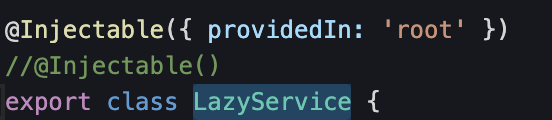 @Injectable({ providedIn: 'root' })
//@Injectable()
export class LazyService {